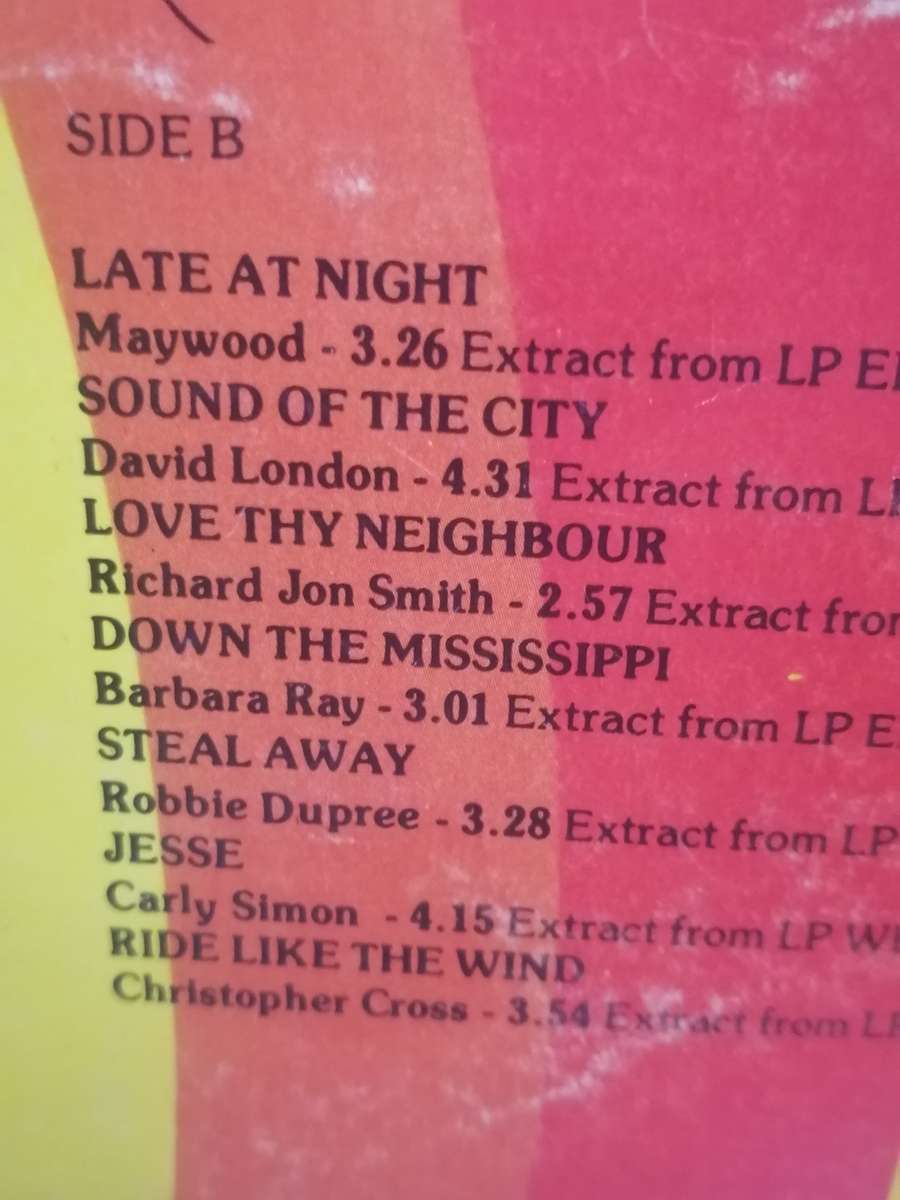 SIDE B
LATE AT NIGHT
Maywood - 3.26 Extract from LP
SOUND OF THE CITY
David London - 4.31 Extract from
LOVE THY NEIGHBOUR
Richard Jon Smith - 2.57 Extract
DOWN THE MISSISSIPPI
Barbara Ray - 3.01 Extract from LP
STEAL AWAY
Robbie Dupree - 3.28 Extract from LP
JESSE
Carly Simon - 4.15 Extract from LP
RIDE LIKE THE WIND
Christopher Cross - 3.54 Extract from